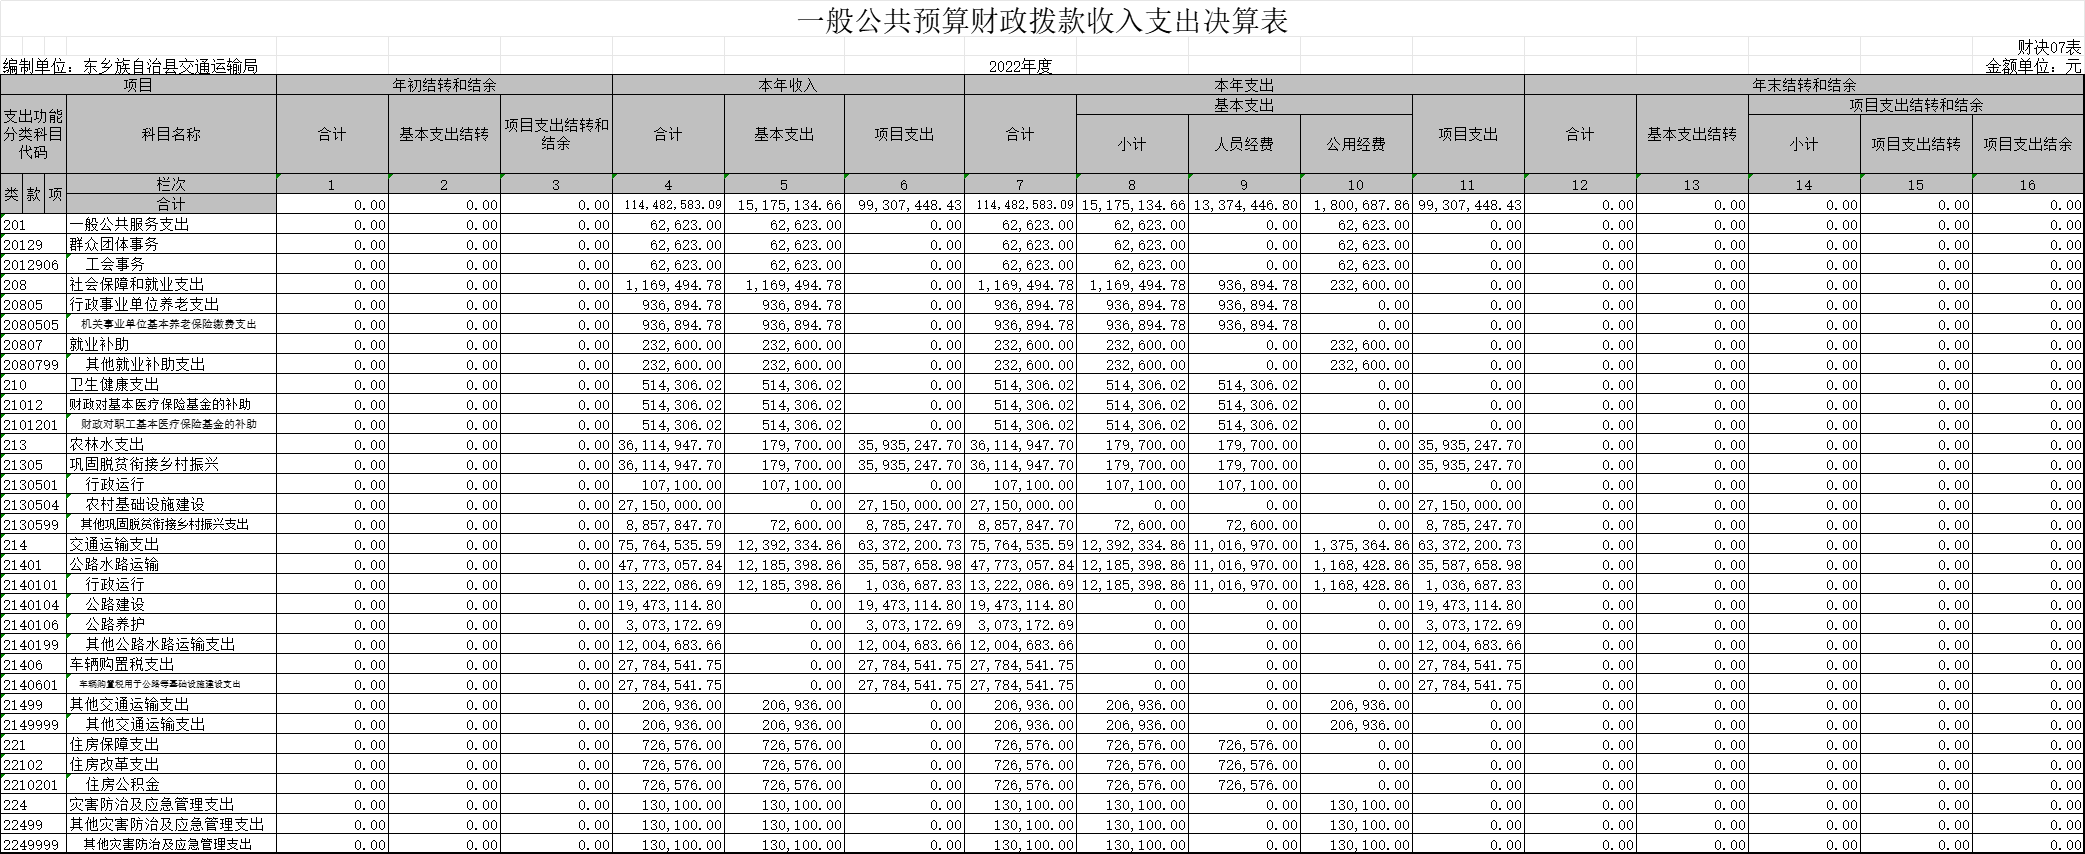 一般公共预算财政拨款收入支出决算表
财决07表
编制单位：东乡族自治县交通运输局 2022年度 金额单位：元
项目 年初结转和结余 本年收入 本年支出 年末结转和结余
支出功能分类科目代码 科目名称 合计 基本支出结转 项目支出结转和结余 合计 基本支出 项目支出 合计 基本支出 项目支出 合计 基本支出结转 项目支出结转和结余
小计 人员经费 公用经费 小计 项目支出结转 项目支出结余
类 款 项 栏次 1 2 3 4 5 6 7 8 9 10 11 12 13 14 15 16
合计 0.00 0.00 0.00 114,482,583.09 15,175,134.66 99,307,448.43 114,482,583.09 15,175,134.66 13,374,446.80 1,800,687.86 99,307,448.43 0.00 0.00 0.00 0.00 0.00
201 一般公共服务支出 0.00 0.00 0.00 62,623.00 62,623.00 0.00 62,623.00 62,623.00 0.00 62,623.00 0.00 0.00 0.00 0.00 0.00 0.00
20129 群众团体事务 0.00 0.00 0.00 62,623.00 62,623.00 0.00 62,623.00 62,623.00 0.00 62,623.00 0.00 0.00 0.00 0.00 0.00 0.00
2012906 工会事务 0.00 0.00 0.00 62,623.00 62,623.00 0.00 62,623.00 62,623.00 0.00 62,623.00 0.00 0.00 0.00 0.00 0.00 0.00
208 社会保障和就业支出 0.00 0.00 0.00 1,169,494.78 1,169,494.78 0.00 1,169,494.78 1,169,494.78 936,894.78 232,600.00 0.00 0.00 0.00 0.00 0.00 0.00
20805 行政事业单位养老支出 0.00 0.00 0.00 936,894.78 936,894.78 0.00 936,894.78 936,894.78 936,894.78 0.00 0.00 0.00 0.00 0.00 0.00 0.00
2080505 机关事业单位基本养老保险缴费支出 0.00 0.00 0.00 936,894.78 936,894.78 0.00 936,894.78 936,894.78 936,894.78 0.00 0.00 0.00 0.00 0.00 0.00 0.00
20807 就业补助 0.00 0.00 0.00 232,600.00 232,600.00 0.00 232,600.00 232,600.00 0.00 232,600.00 0.00 0.00 0.00 0.00 0.00 0.00
2080799 其他就业补助支出 0.00 0.00 0.00 232,600.00 232,600.00 0.00 232,600.00 232,600.00 0.00 232,600.00 0.00 0.00 0.00 0.00 0.00 0.00
210 卫生健康支出 0.00 0.00 0.00 514,306.02 514,306.02 0.00 514,306.02 514,306.02 514,306.02 0.00 0.00 0.00 0.00 0.00 0.00 0.00
21012 财政对基本医疗保险基金的补助 0.00 0.00 0.00 514,306.02 514,306.02 0.00 514,306.02 514,306.02 514,306.02 0.00 0.00 0.00 0.00 0.00 0.00 0.00
2101201 财政对职工基本医疗保险基金的补助 0.00 0.00 0.00 514,306.02 514,306.02 0.00 514,306.02 514,306.02 514,306.02 0.00 0.00 0.00 0.00 0.00 0.00 0.00
213 农林水支出 0.00 0.00 0.00 36,114,947.70 179,700.00 35,935,247.70 36,114,947.70 179,700.00 179,700.00 0.00 35,935,247.70 0.00 0.00 0.00 0.00 0.00
21305 巩固脱贫衔接乡村振兴 0.00 0.00 0.00 36,114,947.70 179,700.00 35,935,247.70 36,114,947.70 179,700.00 179,700.00 0.00 35,935,247.70 0.00 0.00 0.00 0.00 0.00
2130501 行政运行 0.00 0.00 0.00 107,100.00 107,100.00 0.00 107,100.00 107,100.00 107,100.00 0.00 0.00 0.00 0.00 0.00 0.00 0.00
2130504 农村基础设施建设 0.00 0.00 0.00 27,150,000.00 0.00 27,150,000.00 27,150,000.00 0.00 0.00 0.00 27,150,000.00 0.00 0.00 0.00 0.00 0.00
2130599 其他巩固脱贫衔接乡村振兴支出 0.00 0.00 0.00 8,857,847.70 72,600.00 8,785,247.70 8,857,847.70 72,600.00 72,600.00 0.00 8,785,247.70 0.00 0.00 0.00 0.00 0.00
214 交通运输支出 0.00 0.00 0.00 75,764,535.59 12,392,334.86 63,372,200.73 75,764,535.59 12,392,334.86 11,016,970.00 1,375,364.86 63,372,200.73 0.00 0.00 0.00 0.00 0.00
21401 公路水路运输 0.00 0.00 0.00 47,773,057.84 12,185,398.86 35,587,658.98 47,773,057.84 12,185,398.86 11,016,970.00 1,168,428.86 35,587,658.98 0.00 0.00 0.00 0.00 0.00
2140101 行政运行 0.00 0.00 0.00 13,222,086.69 12,185,398.86 1,036,687.83 13,222,086.69 12,185,398.86 11,016,970.00 1,168,428.86 1,036,687.83 0.00 0.00 0.00 0.00 0.00
2140104 公路建设 0.00 0.00 0.00 19,473,114.80 0.00 19,473,114.80 19,473,114.80 0.00 0.00 0.00 19,473,114.80 0.00 0.00 0.00 0.00 0.00
2140106 公路养护 0.00 0.00 0.00 3,073,172.69 0.00 3,073,172.69 3,073,172.69 0.00 0.00 0.00 3,073,172.69 0.00 0.00 0.00 0.00 0.00
2140199 其他公路水路运输支出 0.00 0.00 0.00 12,004,683.66 0.00 12,004,683.66 12,004,683.66 0.00 0.00 0.00 12,004,683.66 0.00 0.00 0.00 0.00 0.00
21406 车辆购置税支出 0.00 0.00 0.00 27,784,541.75 0.00 27,784,541.75 27,784,541.75 0.00 0.00 0.00 27,784,541.75 0.00 0.00 0.00 0.00 0.00
2140601 车辆购置税用于公路等基础设施建设支出 0.00 0.00 0.00 27,784,541.75 0.00 27,784,541.75 27,784,541.75 0.00 0.00 0.00 27,784,541.75 0.00 0.00 0.00 0.00 0.00
21499 其他交通运输支出 0.00 0.00 0.00 206,936.00 206,936.00 0.00 206,936.00 206,936.00 0.00 206,936.00 0.00 0.00 0.00 0.00 0.00 0.00
2149999 其他交通运输支出 0.00 0.00 0.00 206,936.00 206,936.00 0.00 206,936.00 206,936.00 0.00 206,936.00 0.00 0.00 0.00 0.00 0.00 0.00
221 住房保障支出 0.00 0.00 0.00 726,576.00 726,576.00 0.00 726,576.00 726,576.00 726,576.00 0.00 0.00 0.00 0.00 0.00 0.00 0.00
22102 住房改革支出 0.00 0.00 0.00 726,576.00 726,576.00 0.00 726,576.00 726,576.00 726,576.00 0.00 0.00 0.00 0.00 0.00 0.00 0.00
2210201 住房公积金 0.00 0.00 0.00 726,576.00 726,576.00 0.00 726,576.00 726,576.00 726,576.00 0.00 0.00 0.00 0.00 0.00 0.00 0.00
224 灾害防治及应急管理支出 0.00 0.00 0.00 130,100.00 130,100.00 0.00 130,100.00 130,100.00 0.00 130,100.00 0.00 0.00 0.00 0.00 0.00 0.00
22499 其他灾害防治及应急管理支出 0.00 0.00 0.00 130,100.00 130,100.00 0.00 130,100.00 130,100.00 0.00 130,100.00 0.00 0.00 0.00 0.00 0.00 0.00
2249999 其他灾害防治及应急管理支出 0.00 0.00 0.00 130,100.00 130,100.00 0.00 130,100.00 130,100.00 0.00 130,100.00 0.00 0.00 0.00 0.00 0.00 0.00